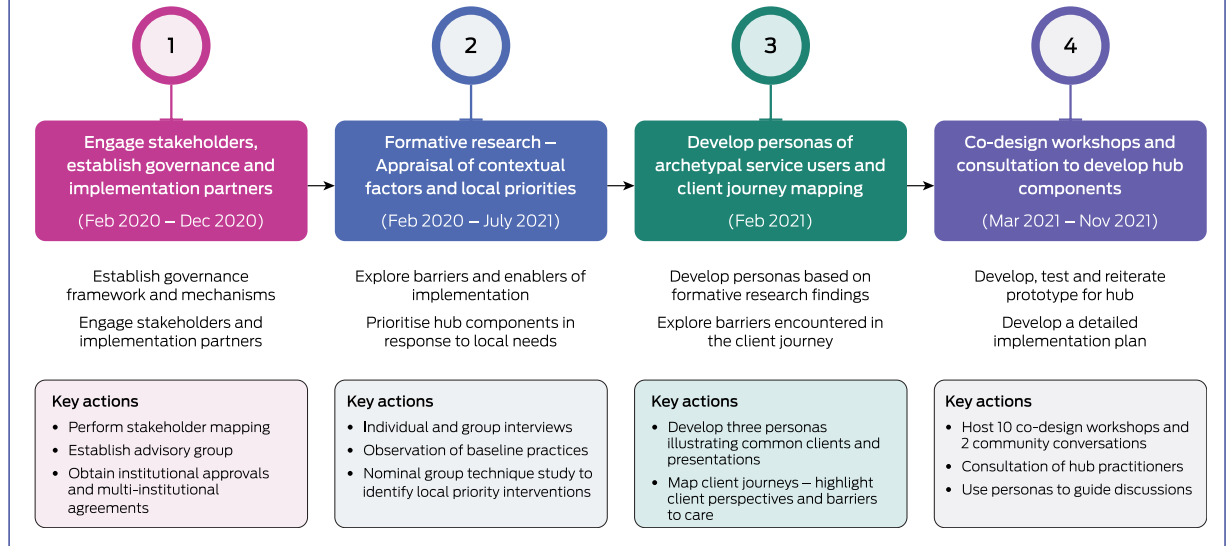 1
Engage stakeholders,
establish governance and
implementation partners
(Feb 2020 – Dec 2020)
Establish governance
framework and mechanisms
Engage stakeholders and
implementation partners
Key actions
• Perform stakeholder mapping
• Establish advisory group
• Obtain institutional approvals
and multi-institutional
agreements
2
Formative research –
Appraisal of contextual
factors and local priorities
(Feb 2020 – July 2021)
Explore barriers and enablers of
implementation
Prioritise hub components in
response to local needs
Key actions
• Individual and group interviews
• Observation of baseline practices
• Nominal group technique study to
identify local priority interventions
3
Develop personas of
archetypal service users and
client journey mapping
(Feb 2021)
Develop personas based on
formative research findings
Explore barriers encountered in
the client journey
Key actions
• Develop three personas
illustrating common clients and
presentations
• Map client journeys – highlight
client perspectives and barriers
to care
4
Co-design workshops and
consultation to develop hub
components
(Mar 2021 – Nov 2021)
Develop, test and reiterate
prototype for hub
Develop a detailed
implementation plan
Key actions
• Host 10 co-design workshops and
2 community conversations
• Consultation of hub practitioners
• Use personas to guide discussions